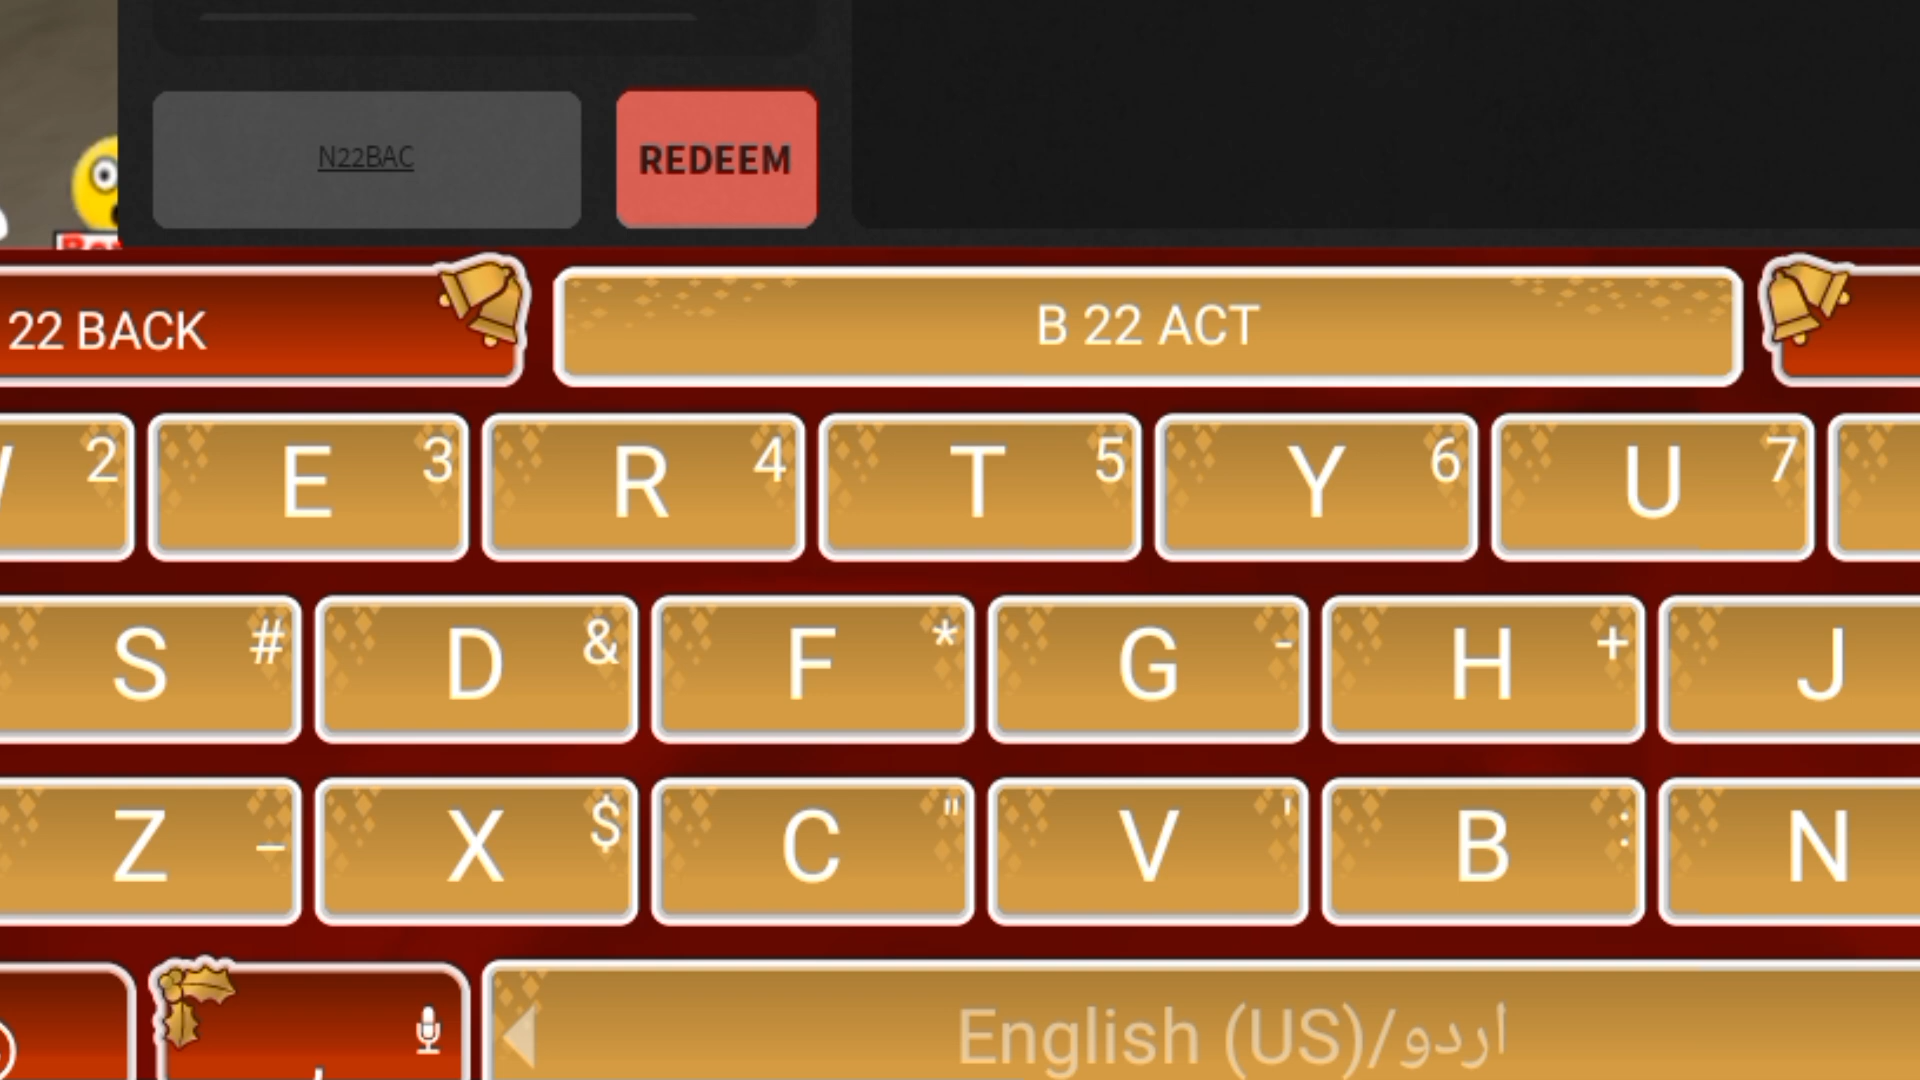 N22BAC
REDEEM
22 BACK
B 22 ACT
2 E 3 R 4 T 5 Y 6 U 7
S # D & F * G - H + J
Z _ X $ C " V ' B : N
,
English (US)/اردو